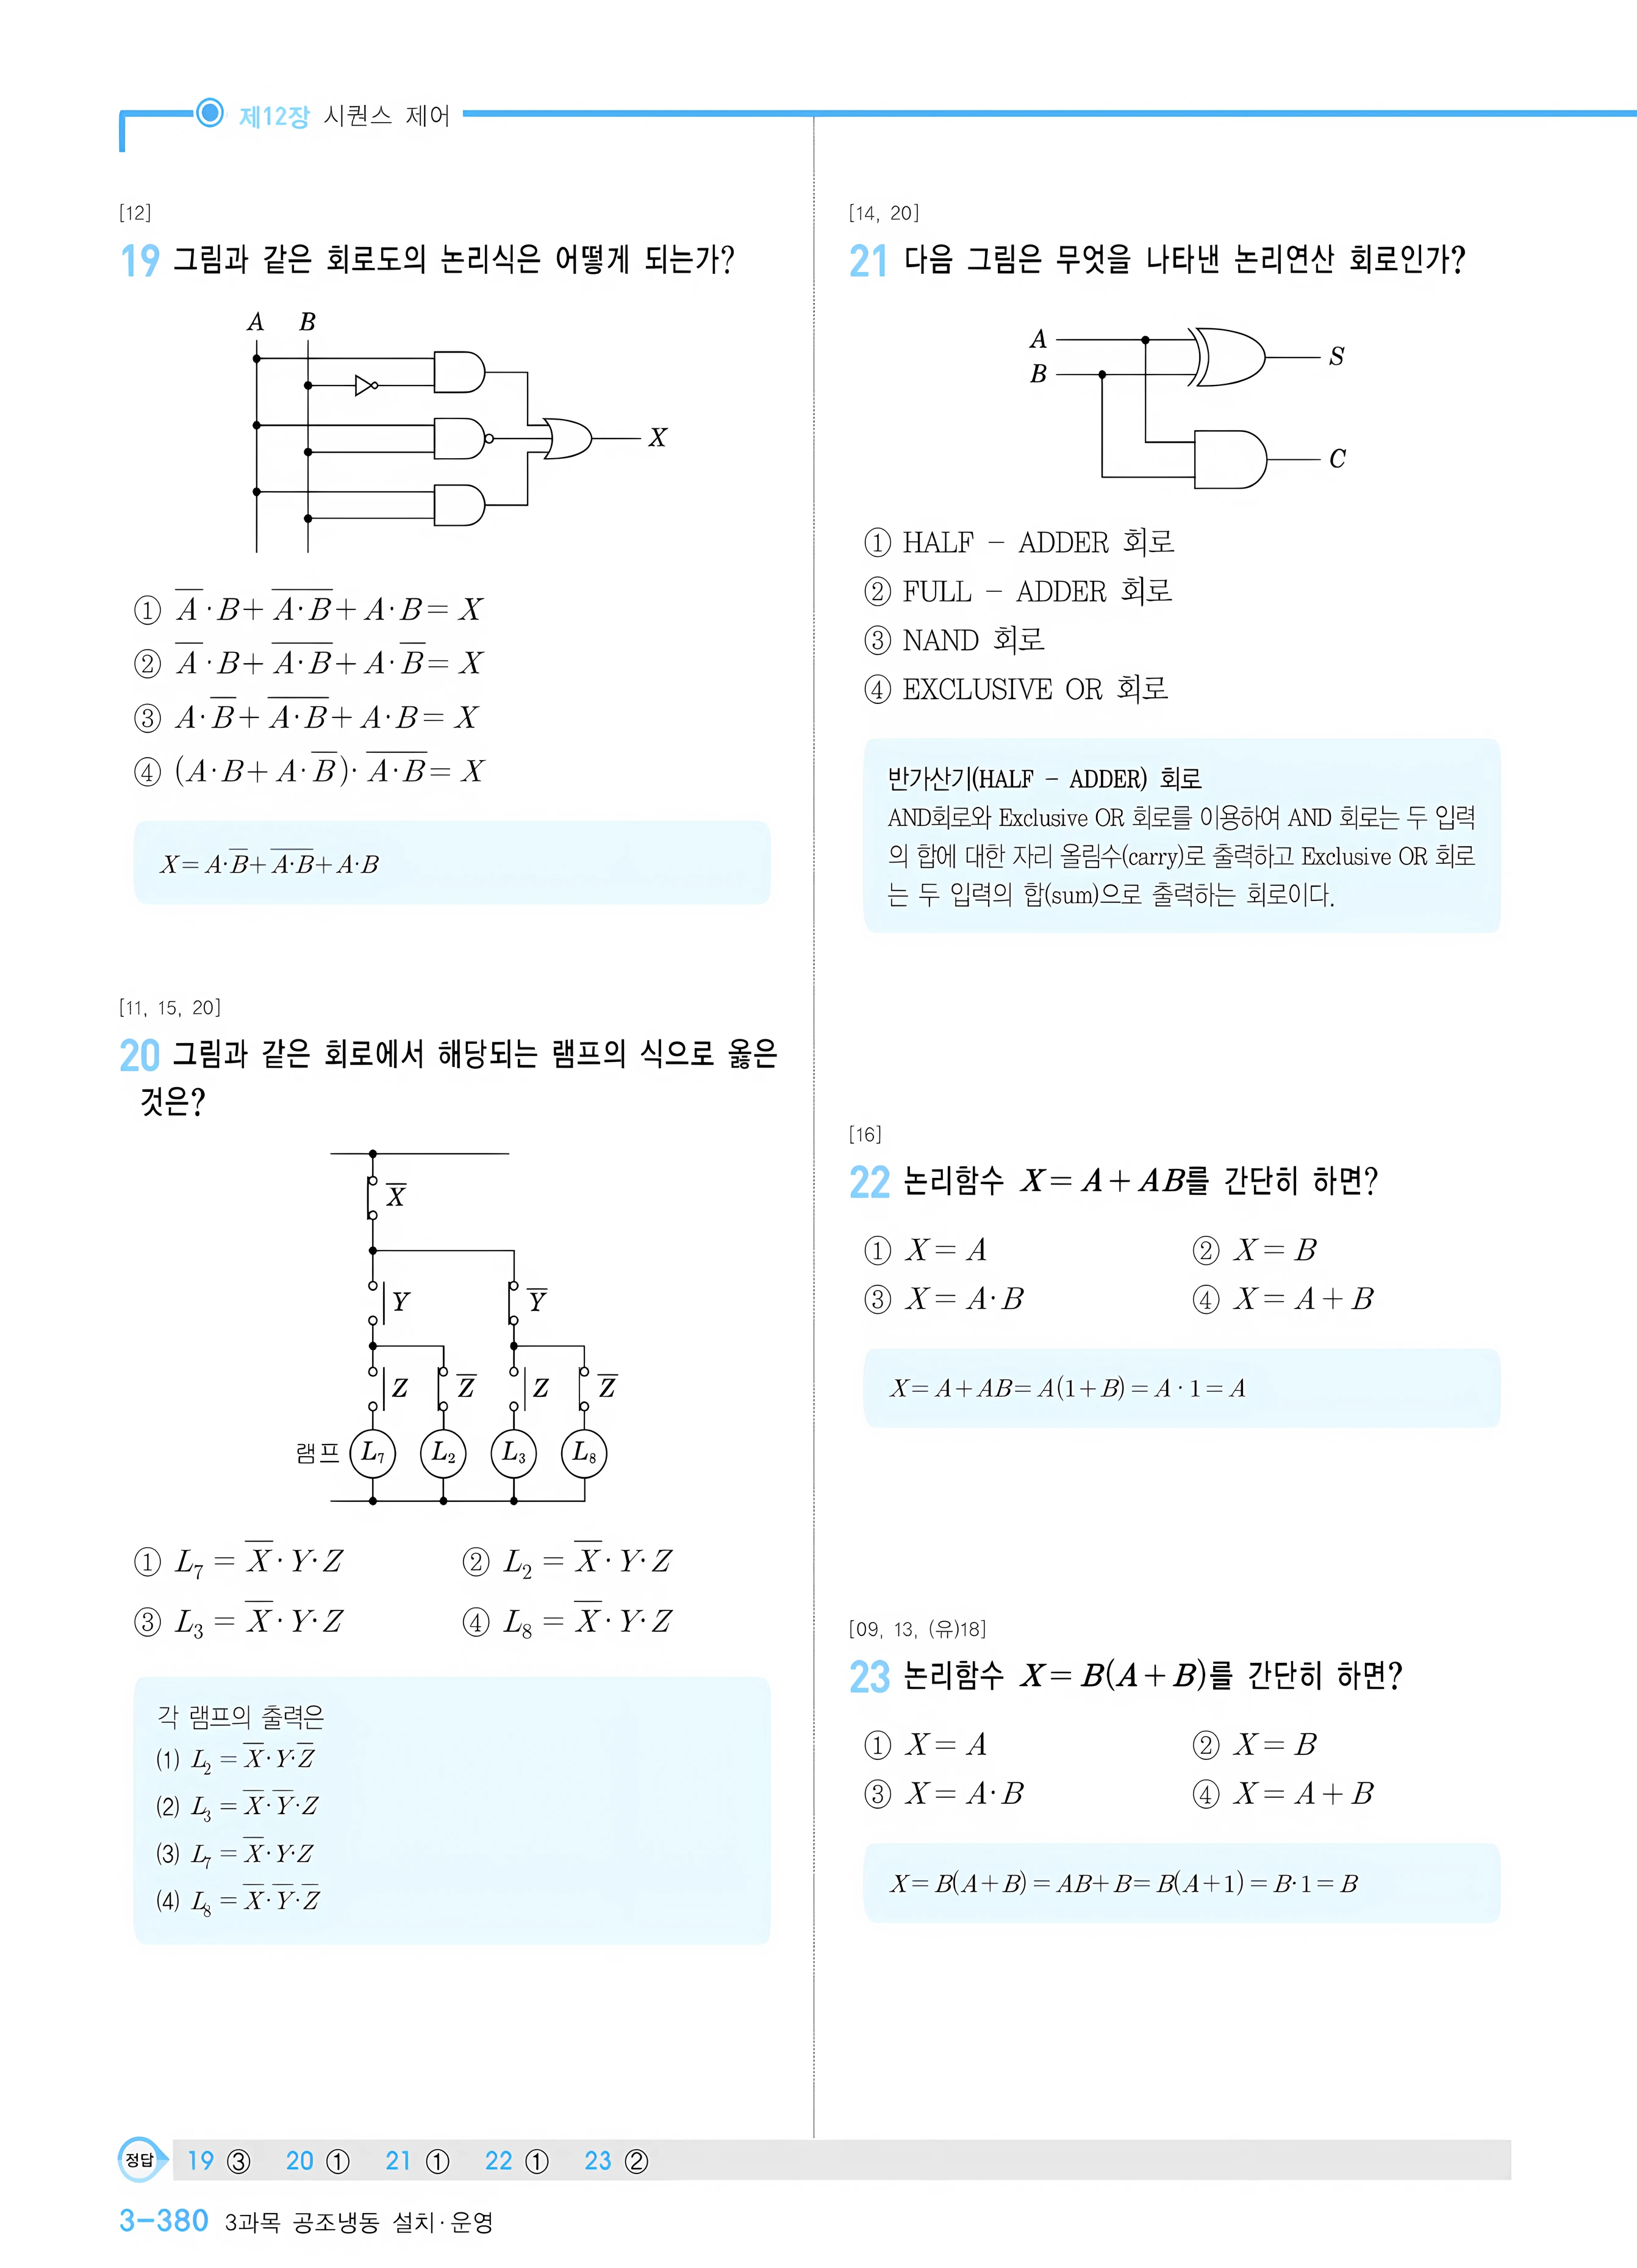 제12장 시퀀스 제어
[12]
19 그림과 같은 회로도의 논리식은 어떻게 되는가?
A B
X
① A̅·B+A̅·̅B̅+A·B=X
② A̅·B+A̅·̅B̅+A·B̅=X
③ A·B̅+A̅·̅B̅+A·B=X
④ (A·B+A·B̅)·A̅·̅B̅=X
X=A·B̅+A̅·̅B̅+A·B
[11, 15, 20]
20 그림과 같은 회로에서 해당되는 램프의 식으로 옳은
것은?
X̅
Y Y̅
Z Z̅ Z Z̅
램프 L₇ L₂ L₃ L₈
① L₇ = X̅·Y·Z ② L₂ = X̅·Y·Z
③ L₃ = X̅·Y·Z ④ L₈ = X̅·Y·Z
각 램프의 출력은
(1) L₂ = X̅·Y·Z̅
(2) L₃ = X̅·Y̅·Z
(3) L₇ = X̅·Y·Z
(4) L₈ = X̅·Y̅·Z̅
[14, 20]
21 다음 그림은 무엇을 나타낸 논리연산 회로인가?
A
S
B
C
① HALF - ADDER 회로
② FULL - ADDER 회로
③ NAND 회로
④ EXCLUSIVE OR 회로
반가산기(HALF - ADDER) 회로
AND회로와 Exclusive OR 회로를 이용하여 AND 회로는 두 입력
의 합에 대한 자리 올림수(carry)로 출력하고 Exclusive OR 회로
는 두 입력의 합(sum)으로 출력하는 회로이다.
[16]
22 논리함수 X=A+AB를 간단히 하면?
① X=A ② X=B
③ X=A·B ④ X=A+B
X=A+AB=A(1+B)=A·1=A
[09, 13, (유)18]
23 논리함수 X=B(A+B)를 간단히 하면?
① X=A ② X=B
③ X=A·B ④ X=A+B
X=B(A+B)=AB+B=B(A+1)=B·1=B
정답 19 ③ 20 ① 21 ① 22 ① 23 ②
3-380 3과목 공조냉동 설치·운영